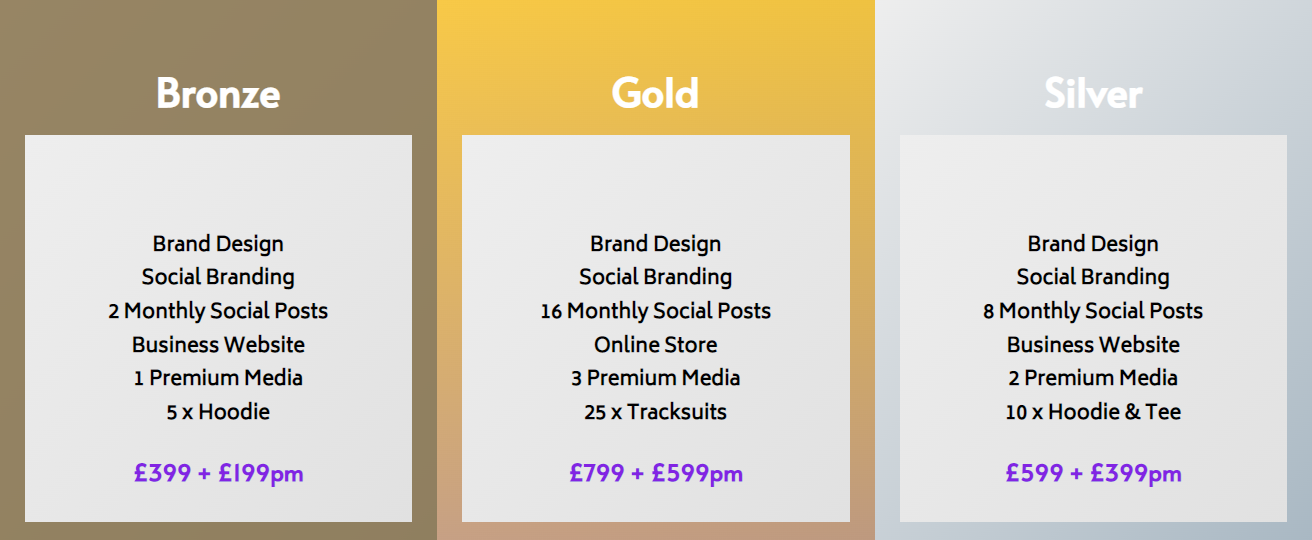 Bronze
Brand Design
Social Branding
2 Monthly Social Posts
Business Website
1 Premium Media
5 x Hoodie
£399 + £199pm
Gold
Brand Design
Social Branding
16 Monthly Social Posts
Online Store
3 Premium Media
25 x Tracksuits
£799 + £599pm
Silver
Brand Design
Social Branding
8 Monthly Social Posts
Business Website
2 Premium Media
10 x Hoodie & Tee
£599 + £399pm